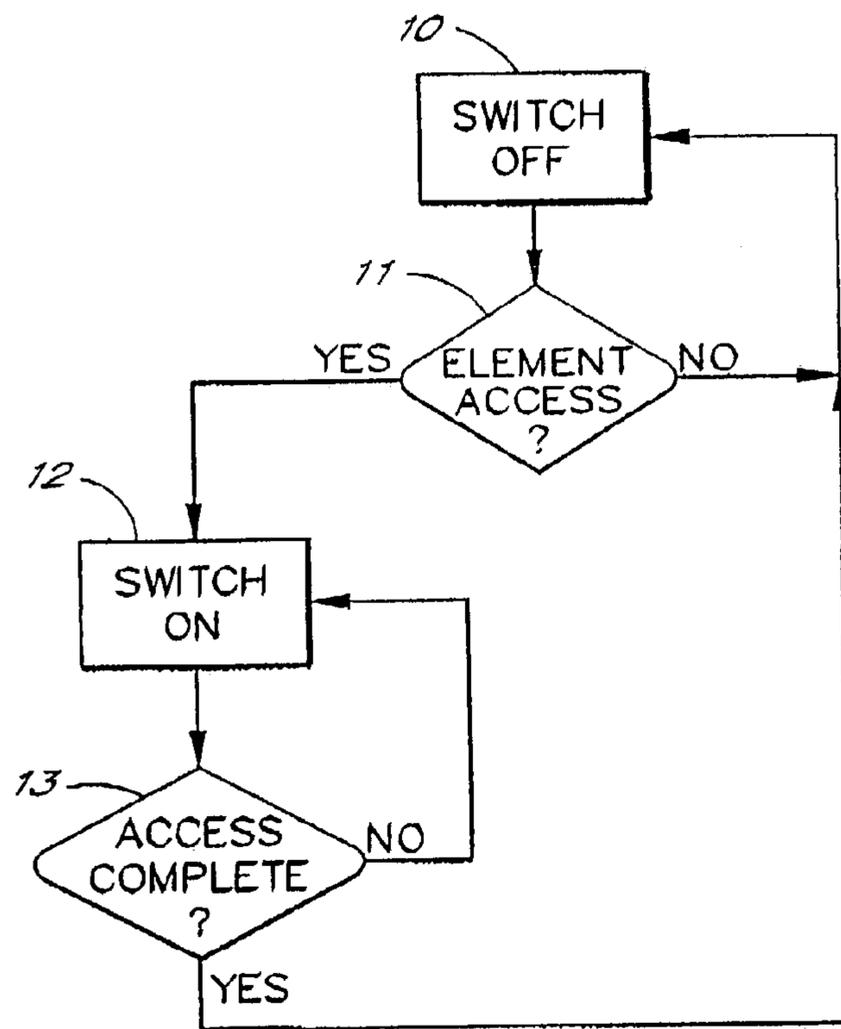 10
SWITCH
OFF
11
YES
ELEMENT
ACCESS
?
NO
12
SWITCH
ON
13
ACCESS
COMPLETE
?
NO
YES